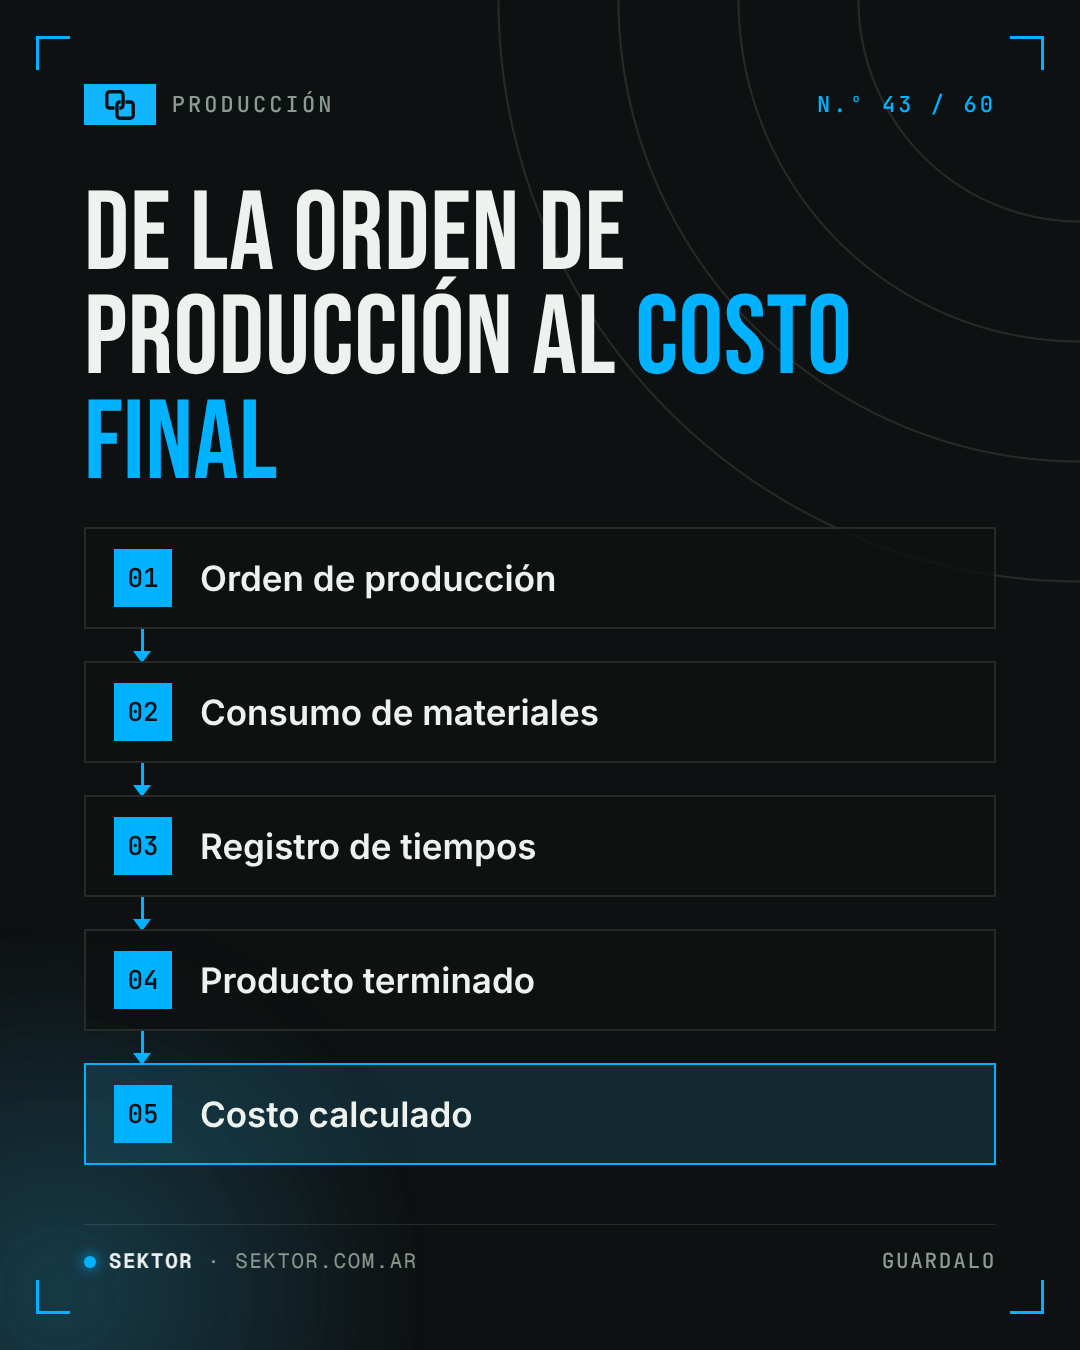 PRODUCCIÓN
N.° 43 / 60
DE LA ORDEN DE
PRODUCCIÓN AL COSTO
FINAL
01 Orden de producción
02 Consumo de materiales
03 Registro de tiempos
04 Producto terminado
05 Costo calculado
SEKTOR · SEKTOR.COM.AR
GUARDALO